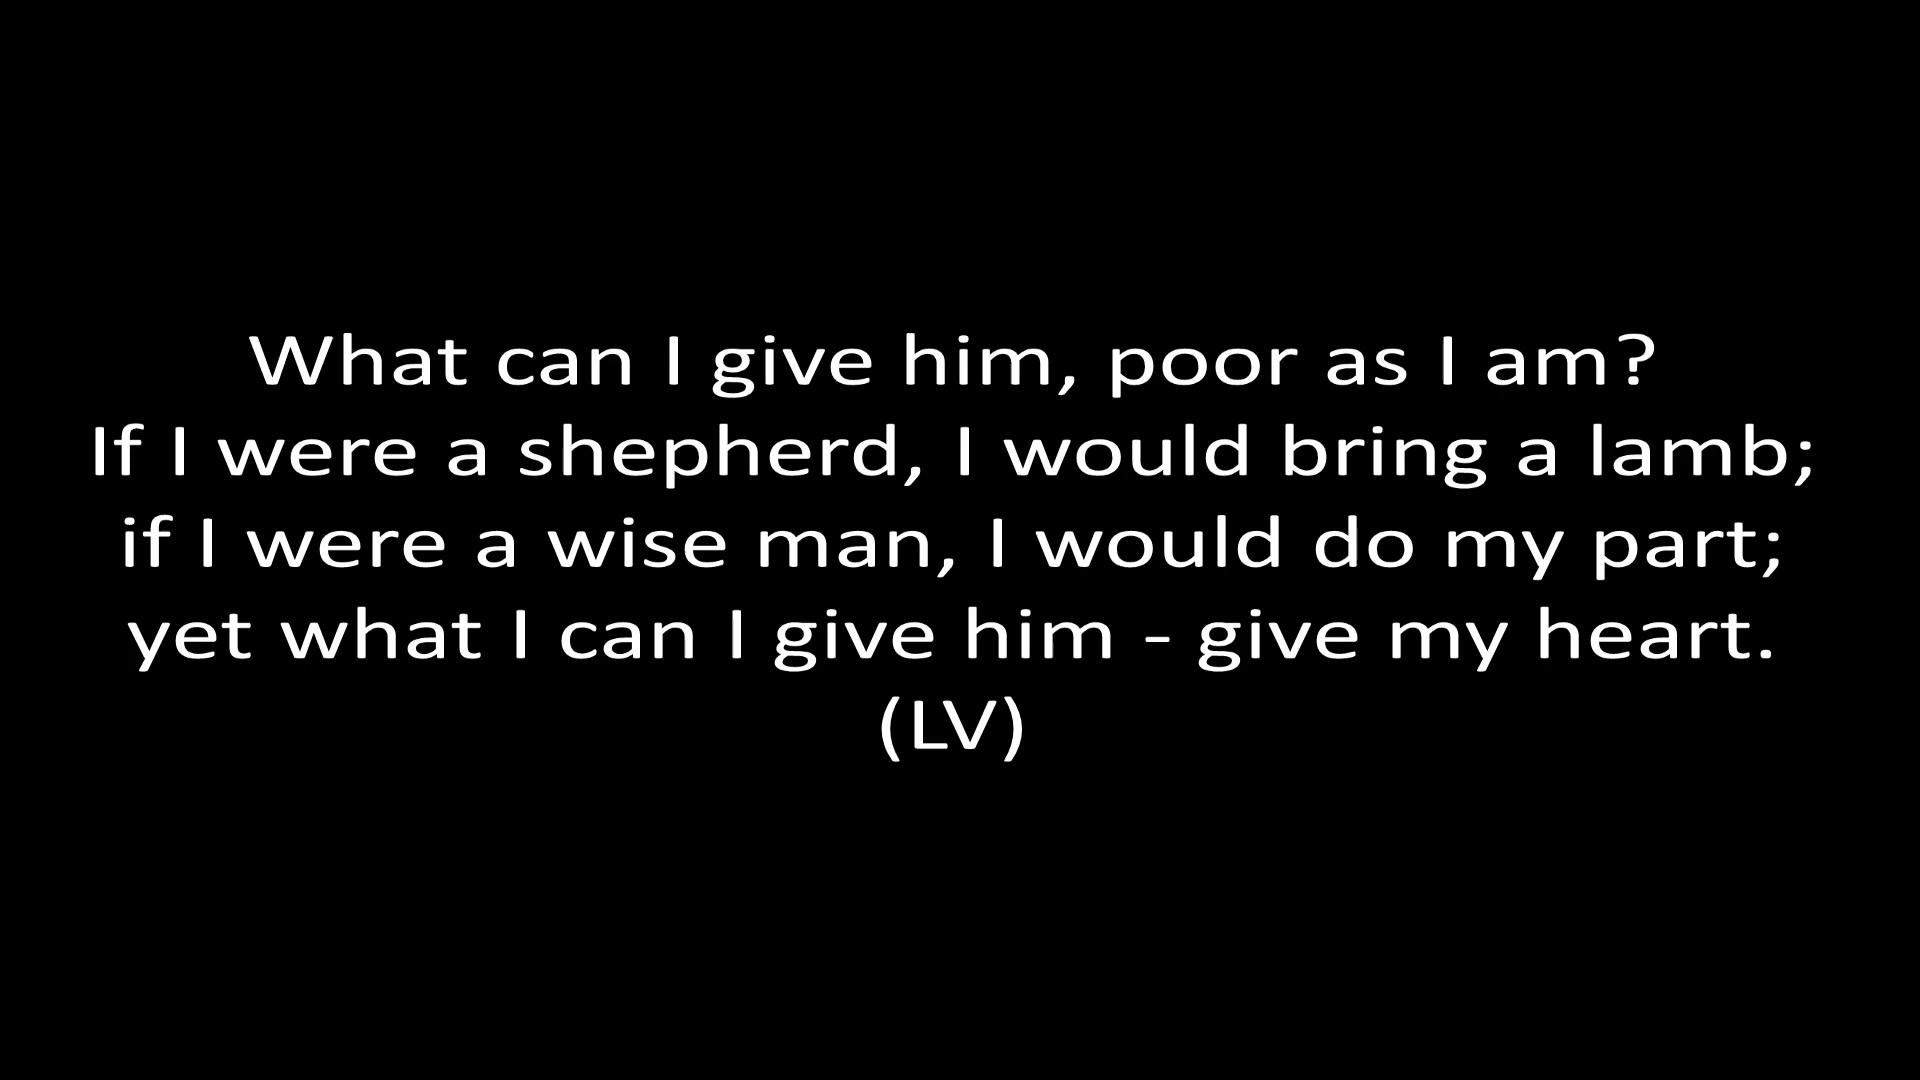 What can I give him, poor as I am?
If I were a shepherd, I would bring a lamb;
if I were a wise man, I would do my part;
yet what I can I give him - give my heart.
(LV)